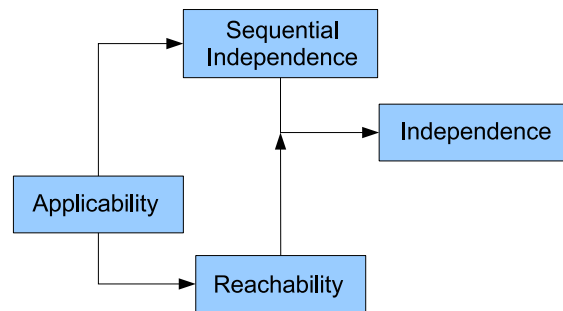 Sequential
Independence
Independence
Applicability
Reachability